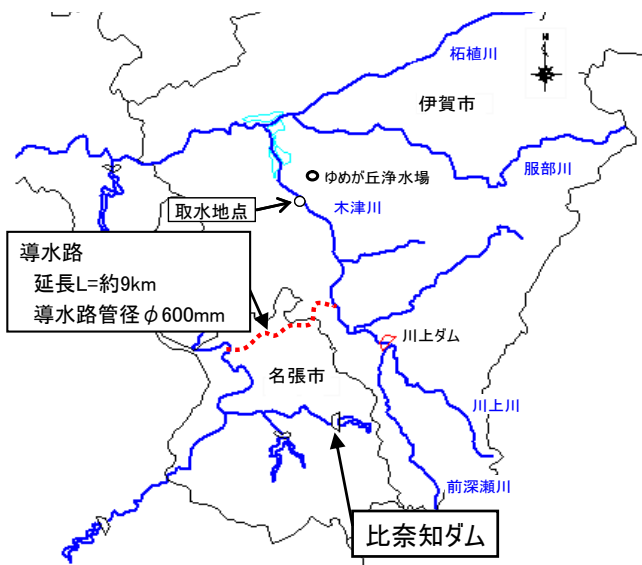 柘植川
伊賀市
服部川
ゆめが丘浄水場
取水地点
木津川
導水路
延長L=約9km
導水路管径φ600mm
川上ダム
名張市
川上川
前深瀬川
比奈知ダム